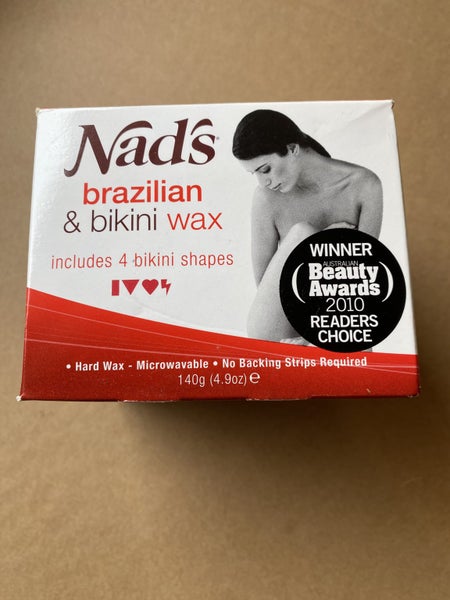 Nad's
brazilian
& bikini wax
includes 4 bikini shapes
WINNER
AUSTRALIAN
Beauty
Awards
2010
READERS
CHOICE
• Hard Wax - Microwavable • No Backing Strips Required
140g (4.9oz) ℮